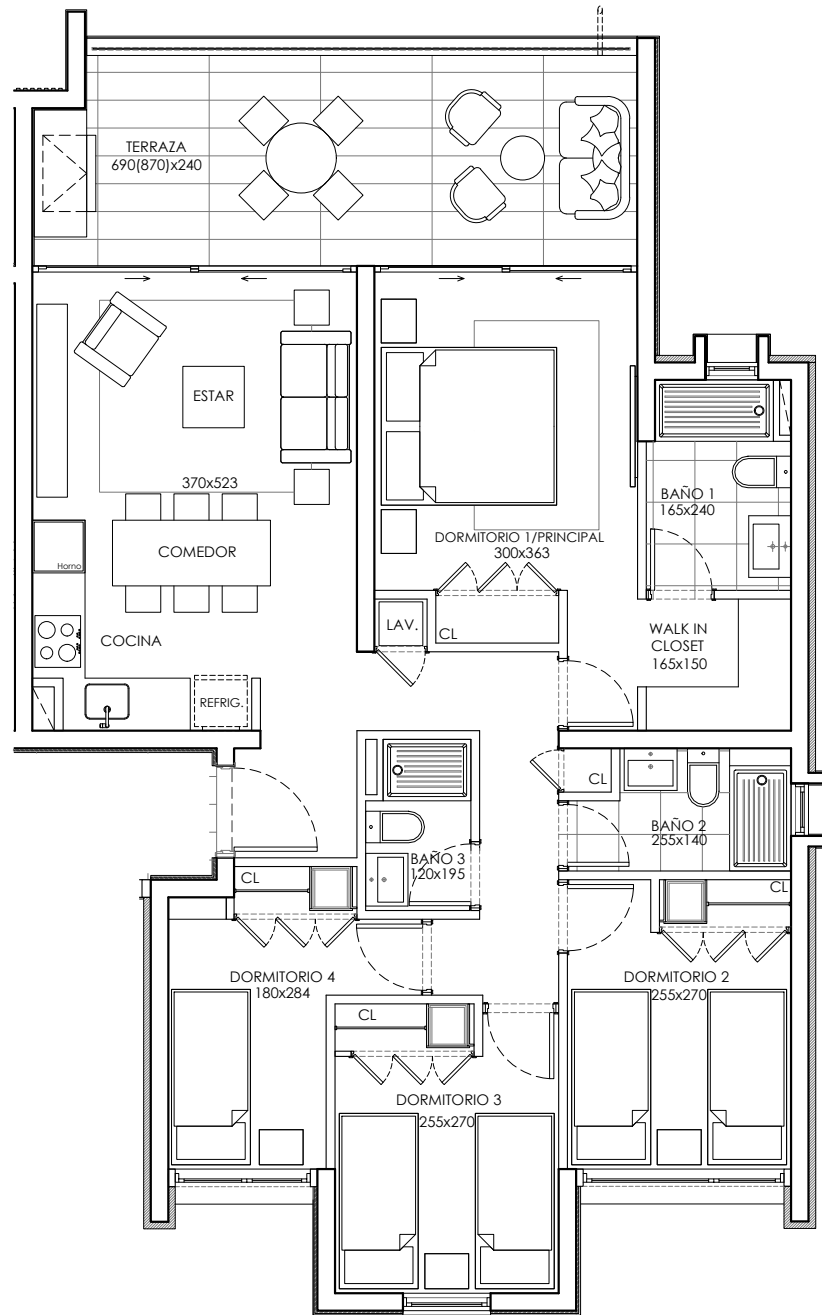 TERRAZA
690(870)x240
ESTAR
370x523
BAÑO 1
165x240
DORMITORIO 1/PRINCIPAL
300x363
COMEDOR
Horno
LAV.
CL
WALK IN
CLOSET
165x150
COCINA
REFRIG.
CL
BAÑO 2
255x140
BAÑO 3
120x195
CL
CL
DORMITORIO 4
180x284
DORMITORIO 2
255x270
CL
DORMITORIO 3
255x270